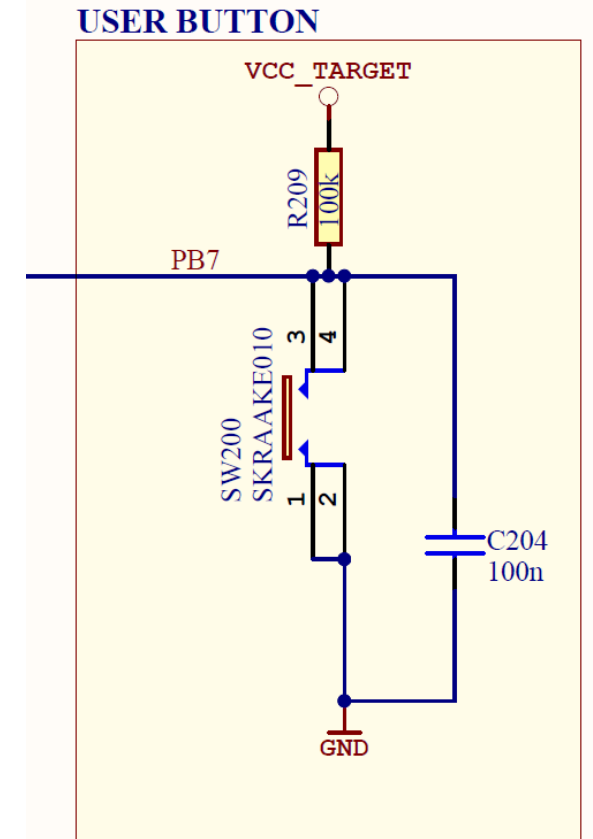 USER BUTTON
VCC_TARGET
R209
100k
PB7
3
4
SW200
SKRAAKE010
1
2
C204
100n
GND